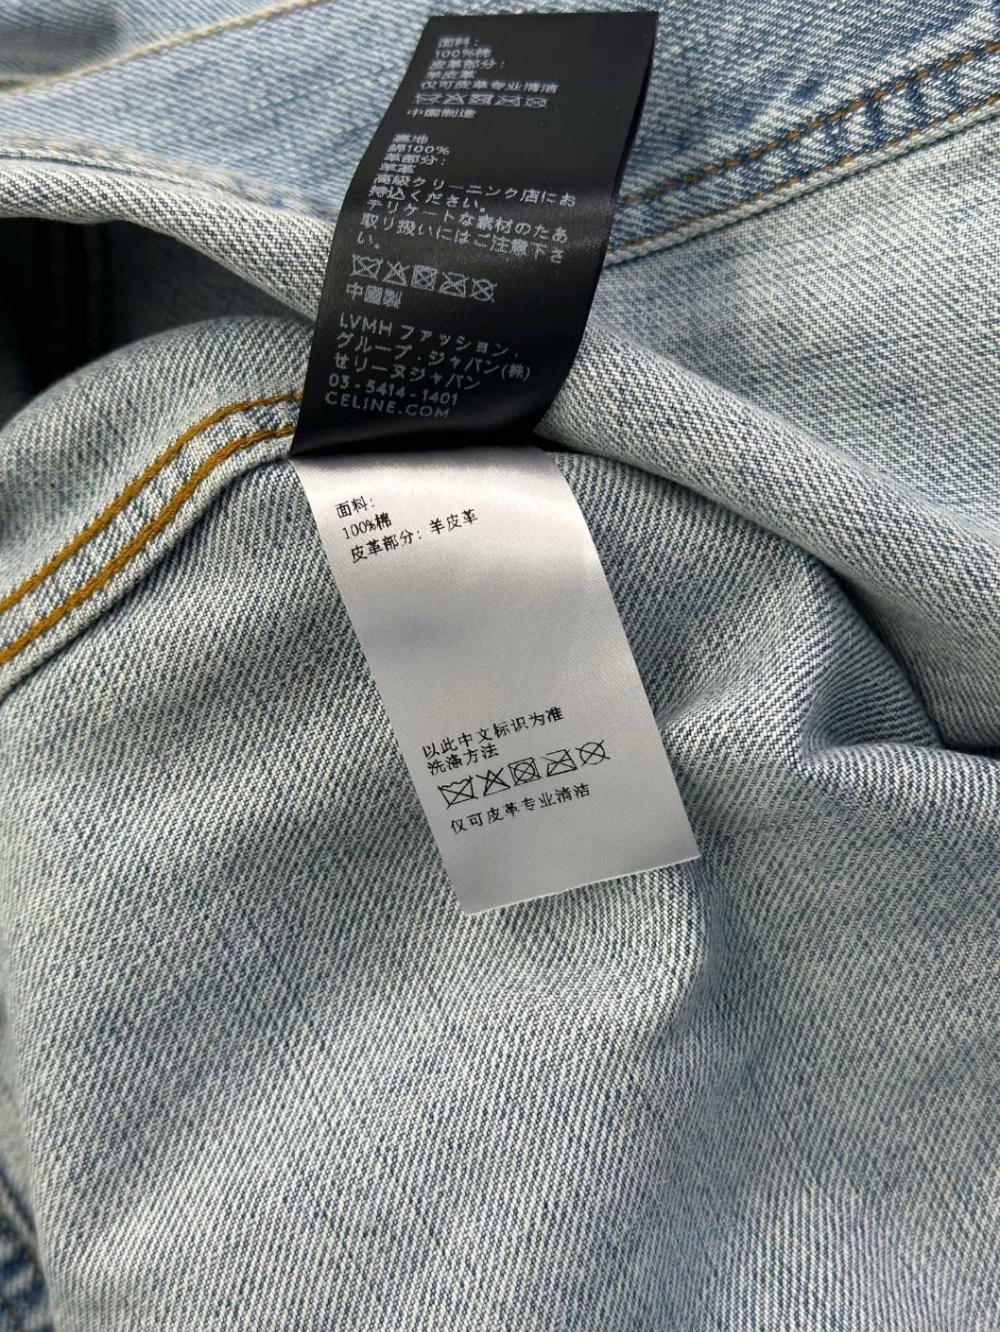 面料:
100%棉
皮革部分:
羊皮革
仅可皮革专业清洁
中国制造
裏地
綿100%
革部分:
羊革
高級クリーニング店にお
持込ください。
デリケートな素材のたあ
取り扱いにはご注意下さ
い。
中國製
LVMH ファッション.
グループ・ジャパン(株)
せリーヌジャパン
03-5414-1401
CELINE.COM
面料:
100%棉
皮革部分: 羊皮革
以此中文标识为准
洗涤方法
仅可皮革专业清洁